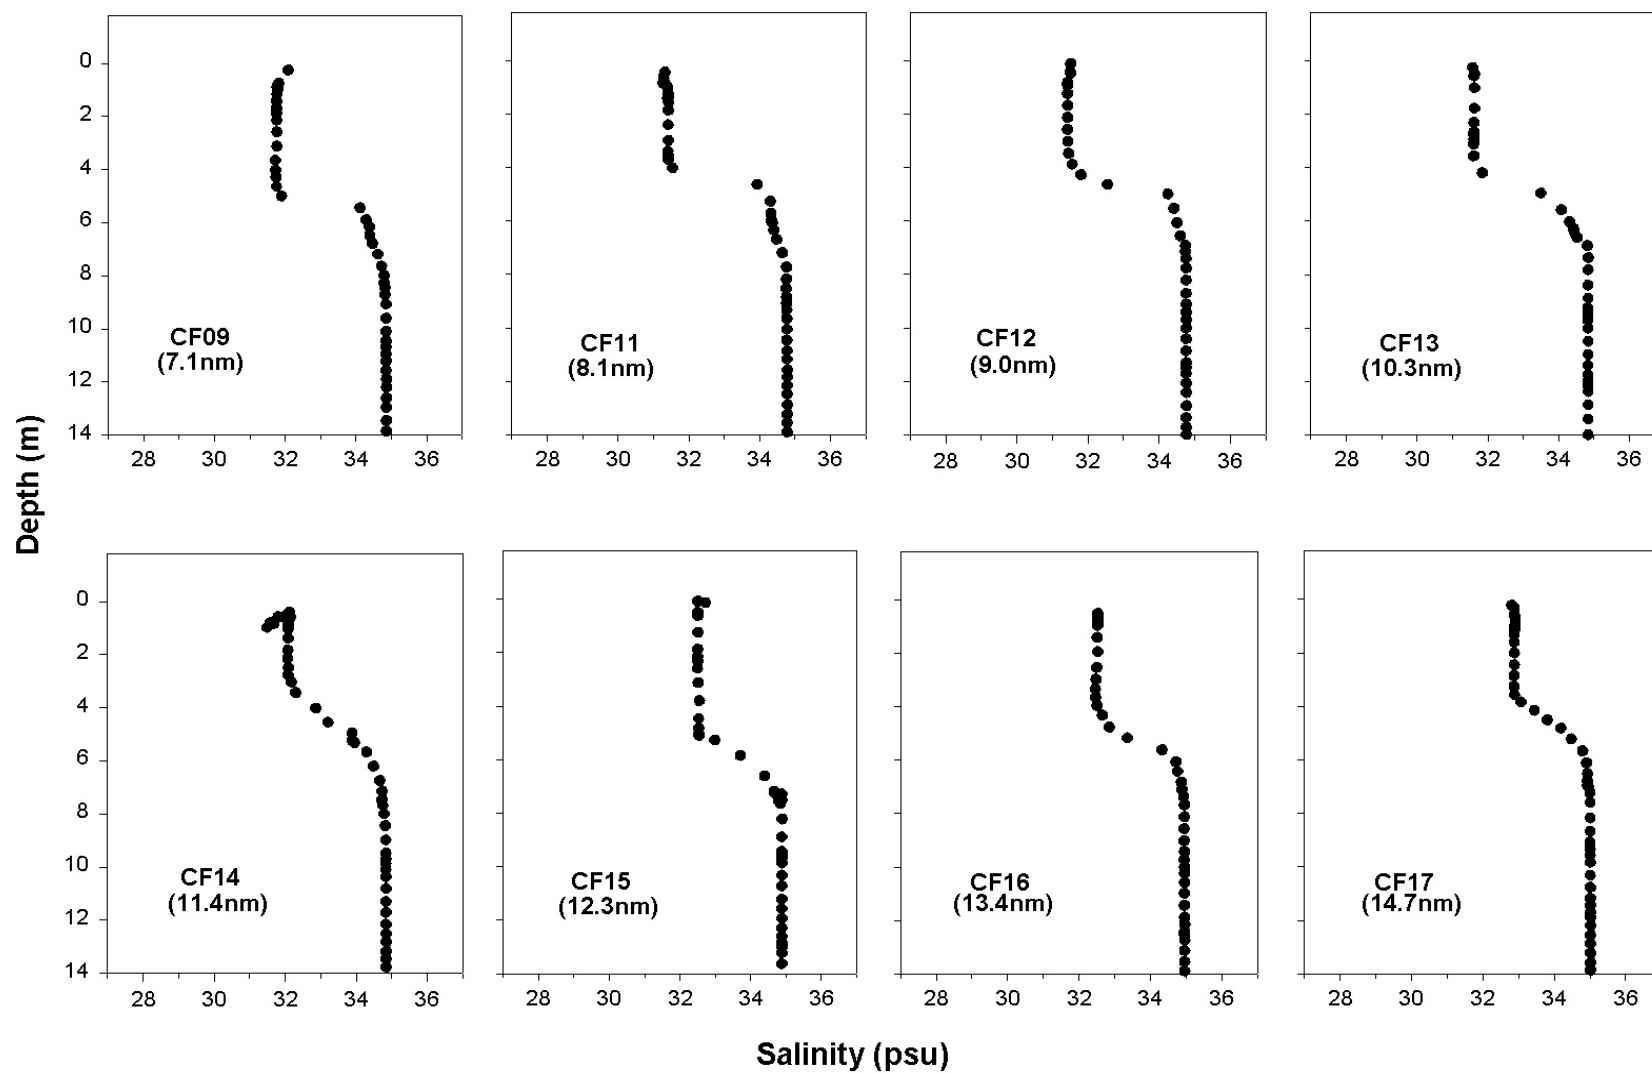 0
2
4
6
8
10
12
14
CF09
(7.1nm)
CF11
(8.1nm)
CF12
(9.0nm)
CF13
(10.3nm)
28 30 32 34 36
28 30 32 34 36
28 30 32 34 36
28 30 32 34 36
Depth (m)
0
2
4
6
8
10
12
14
CF14
(11.4nm)
CF15
(12.3nm)
CF16
(13.4nm)
CF17
(14.7nm)
28 30 32 34 36
28 30 32 34 36
28 30 32 34 36
28 30 32 34 36
Salinity (psu)